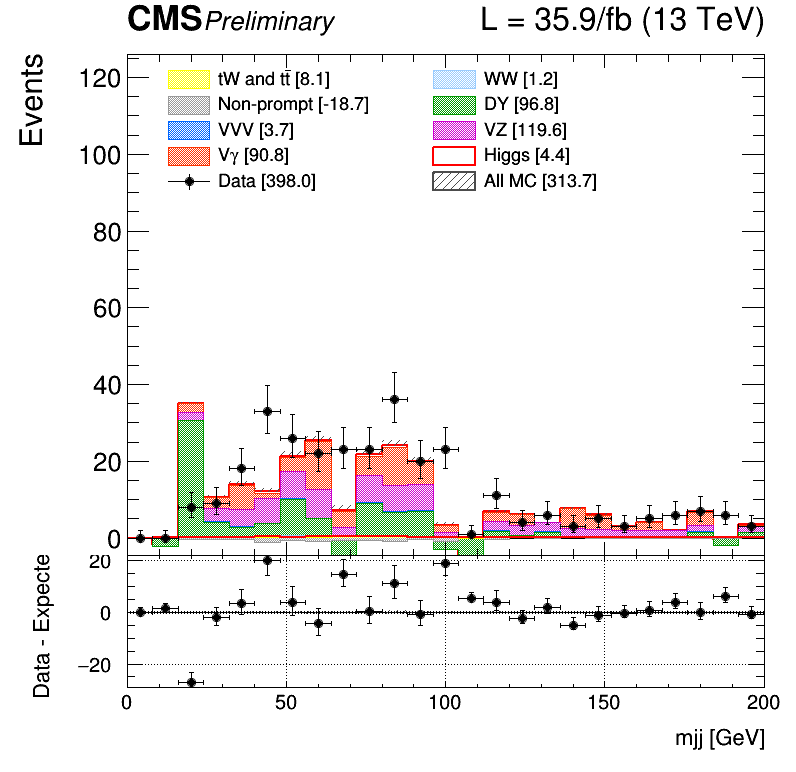 CMS Preliminary L = 35.9/fb (13 TeV)
Events
120
100
80
60
40
20
0
tW and tt̄ [8.1]
Non-prompt [-18.7]
VVV [3.7]
Vγ [90.8]
Data [398.0]
WW [1.2]
DY [96.8]
VZ [119.6]
Higgs [4.4]
All MC [313.7]
Data - Expecte
20
0
−20
0 50 100 150 200
mjj [GeV]